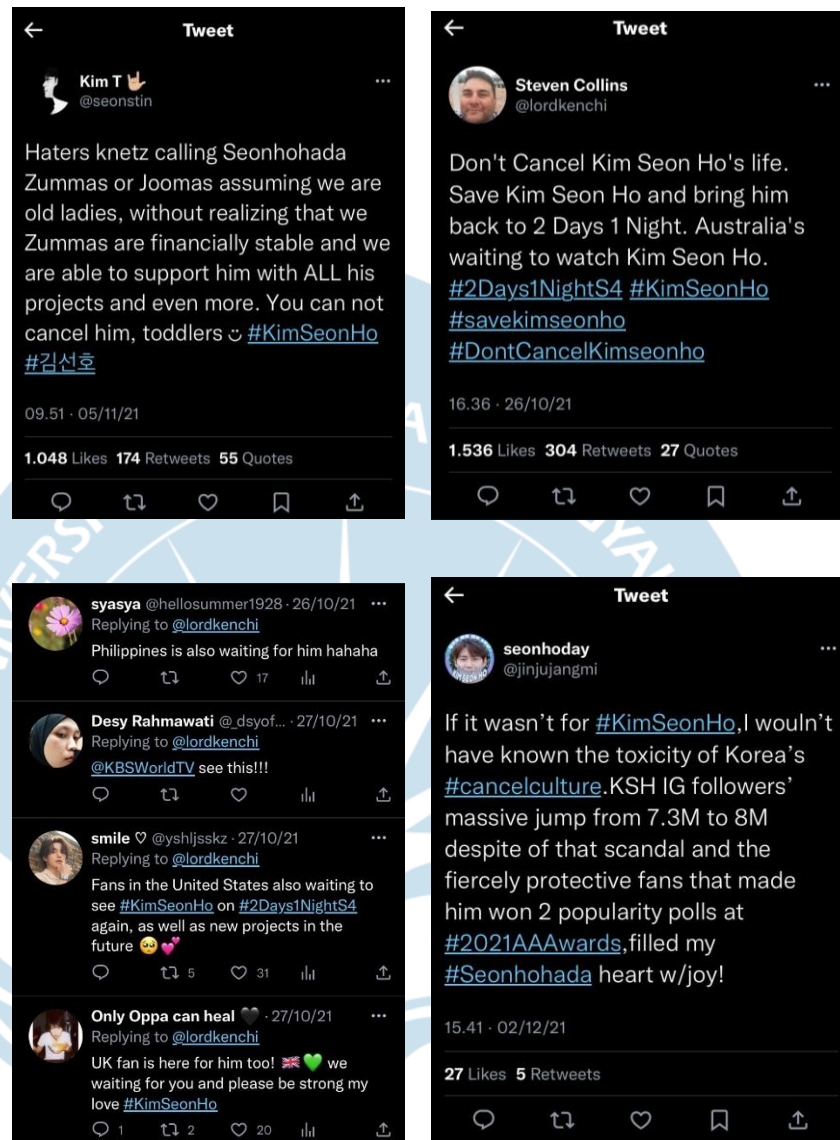 Tweet
Kim T
@seonstin
Haters knetz calling Seonhohada
Zummas or Joomas assuming we are
old ladies, without realizing that we
Zummas are financially stable and we
are able to support him with ALL his
projects and even more. You can not
cancel him, toddlers #KimSeonHo
#김선호
09.51 · 05/11/21
1.048 Likes 174 Retweets 55 Quotes
Tweet
Steven Collins
@lordkenchi
Don't Cancel Kim Seon Ho's life.
Save Kim Seon Ho and bring him
back to 2 Days 1 Night. Australia's
waiting to watch Kim Seon Ho.
#2Days1NightS4 #KimSeonHo
#savekimseonho
#DontCancelKimseonho
16.36 · 26/10/21
1.536 Likes 304 Retweets 27 Quotes
syasya @hellosummer1928 · 26/10/21
Replying to @lordkenchi
Philippines is also waiting for him hahaha
17
Desy Rahmawati @_dsyof... · 27/10/21
Replying to @lordkenchi
@KBSWorldTV see this!!!
smile ♡ @yshljsskz · 27/10/21
Replying to @lordkenchi
Fans in the United States also waiting to
see #KimSeonHo on #2Days1NightS4
again, as well as new projects in the
future 🥺💕
5 31
Only Oppa can heal 🖤 · 27/10/21
Replying to @lordkenchi
UK fan is here for him too! 🇬🇧💚 we
waiting for you and please be strong my
love #KimSeonHo
1 2 20
Tweet
seonhoday
@jinjujangmi
If it wasn't for #KimSeonHo,I wouln't
have known the toxicity of Korea's
#cancelculture.KSH IG followers'
massive jump from 7.3M to 8M
despite of that scandal and the
fiercely protective fans that made
him won 2 popularity polls at
#2021AAAwards,filled my
#Seonhohada heart w/joy!
15.41 · 02/12/21
27 Likes 5 Retweets